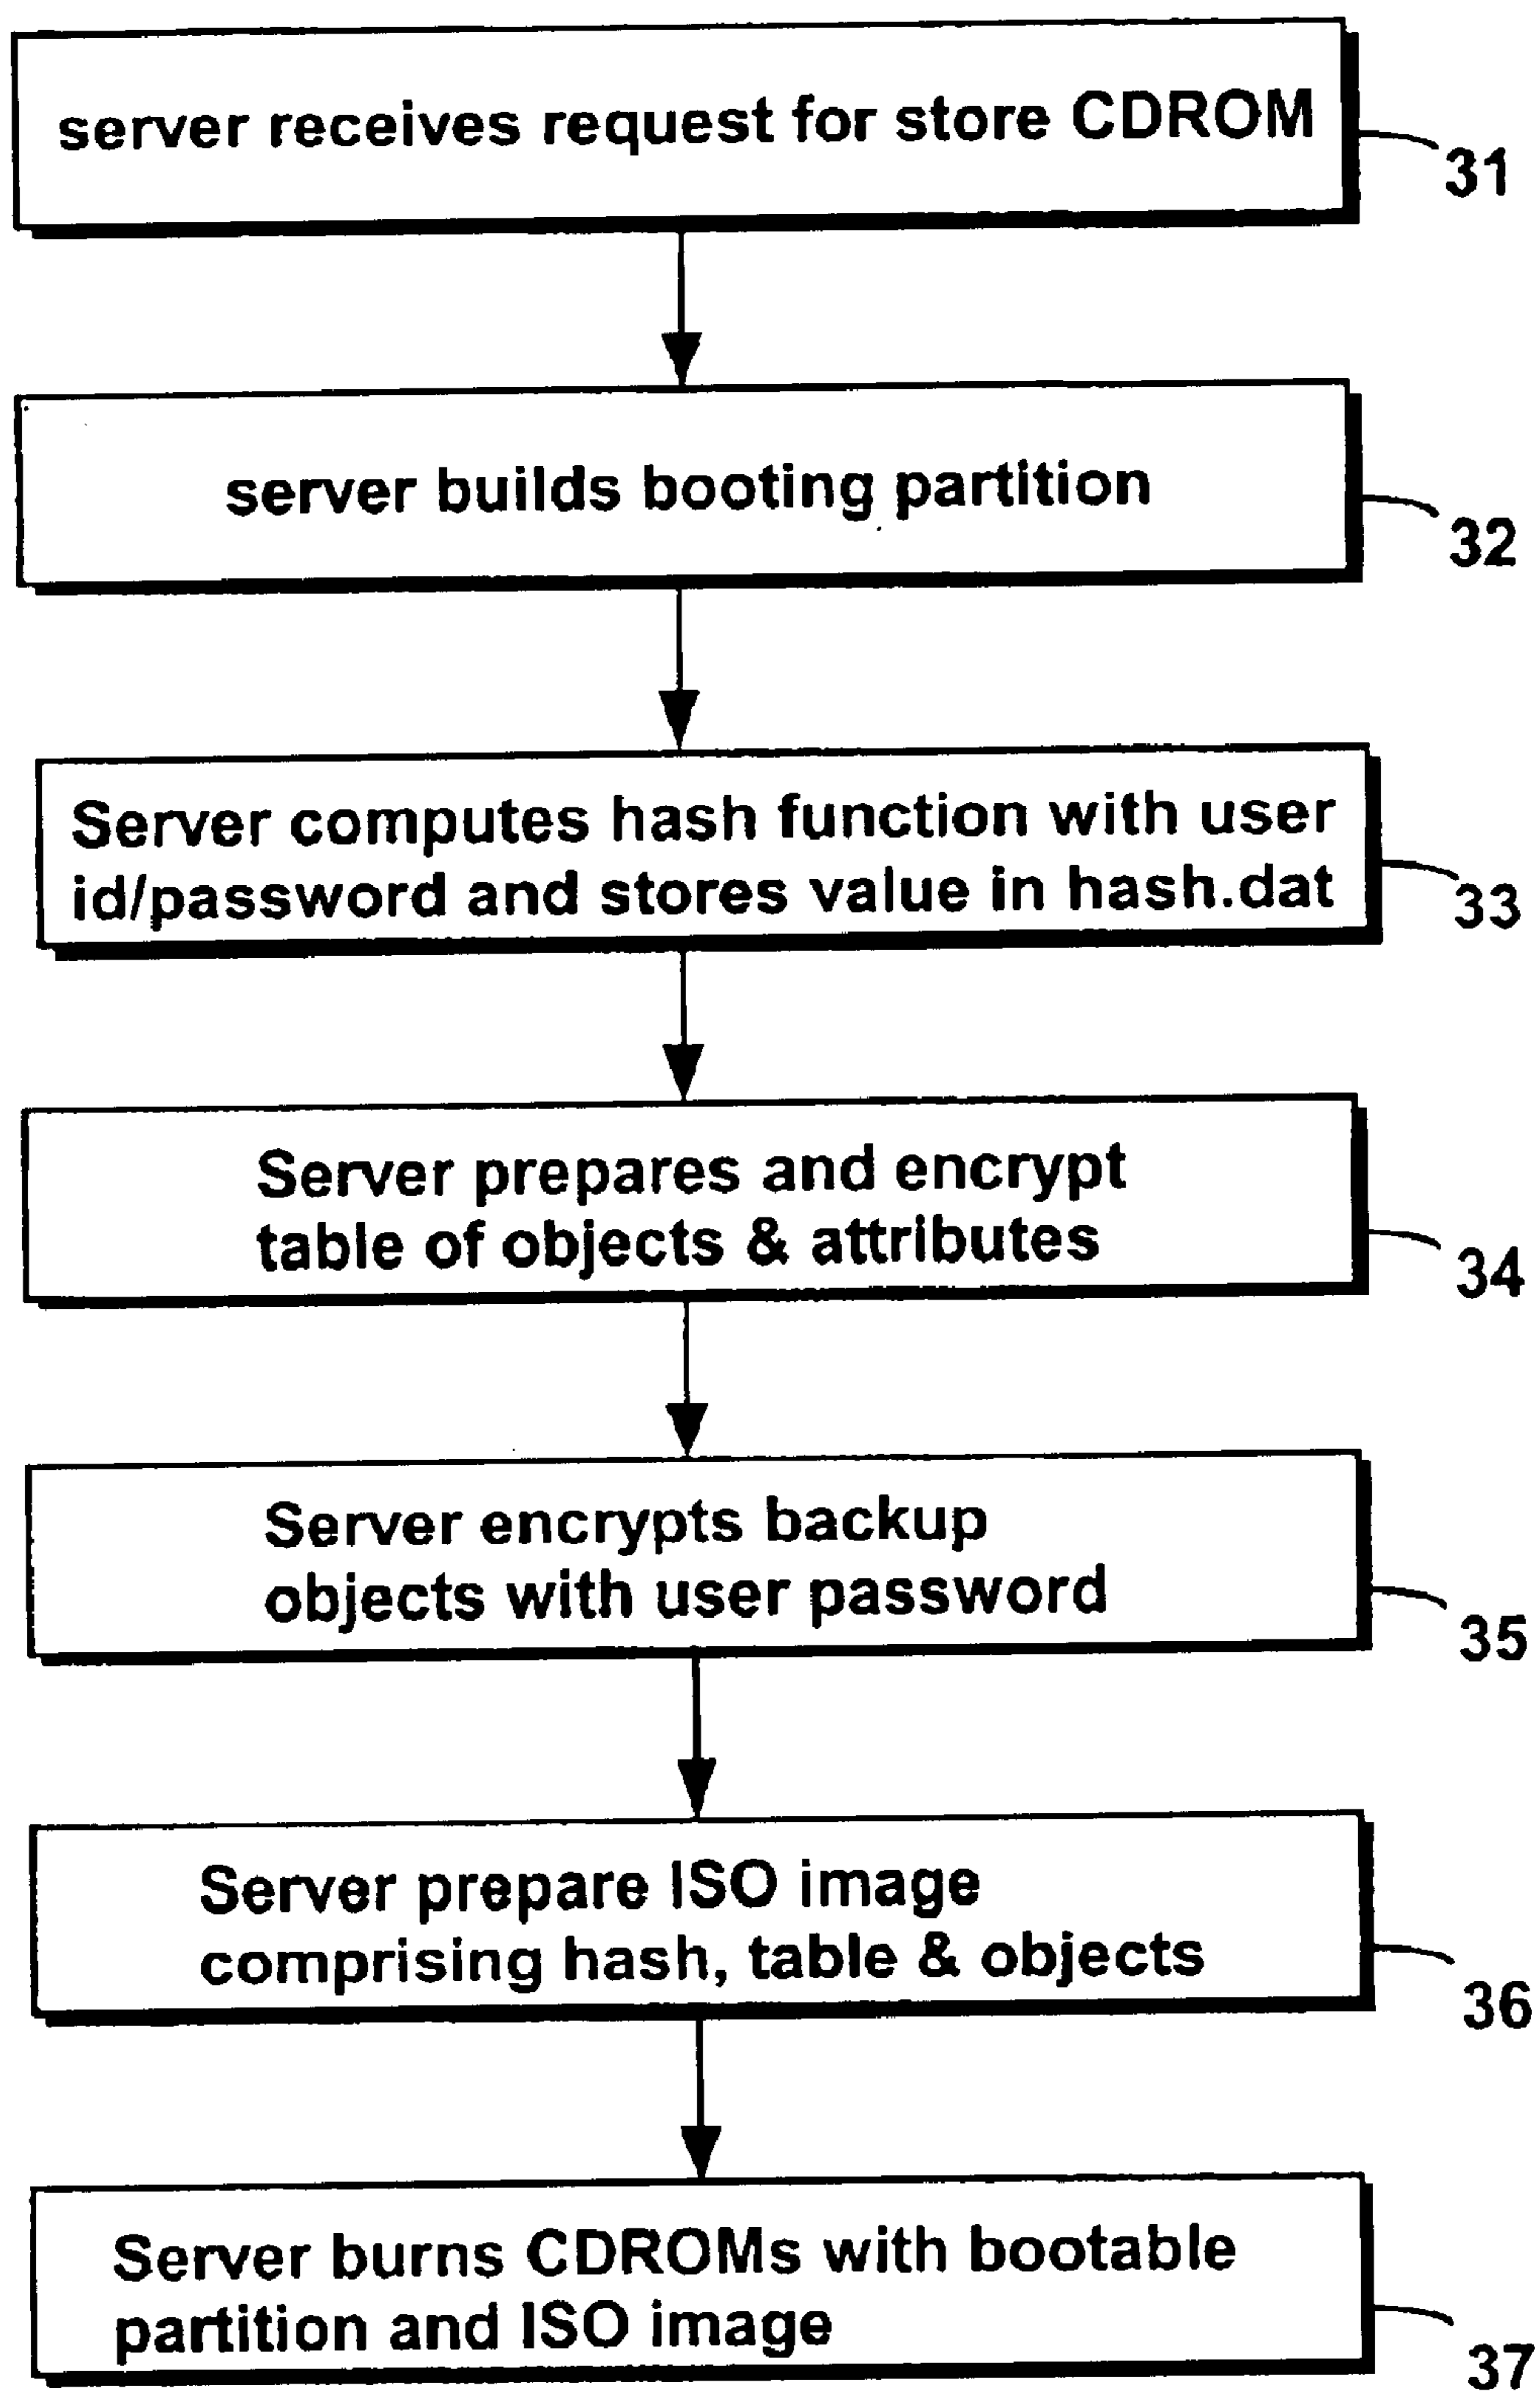 server receives request for store CDROM
31
server builds booting partition
32
Server computes hash function with user
id/password and stores value in hash.dat
33
Server prepares and encrypt
table of objects & attributes
34
Server encrypts backup
objects with user password
35
Server prepare ISO image
comprising hash, table & objects
36
Server burns CDROMs with bootable
partition and ISO image
37